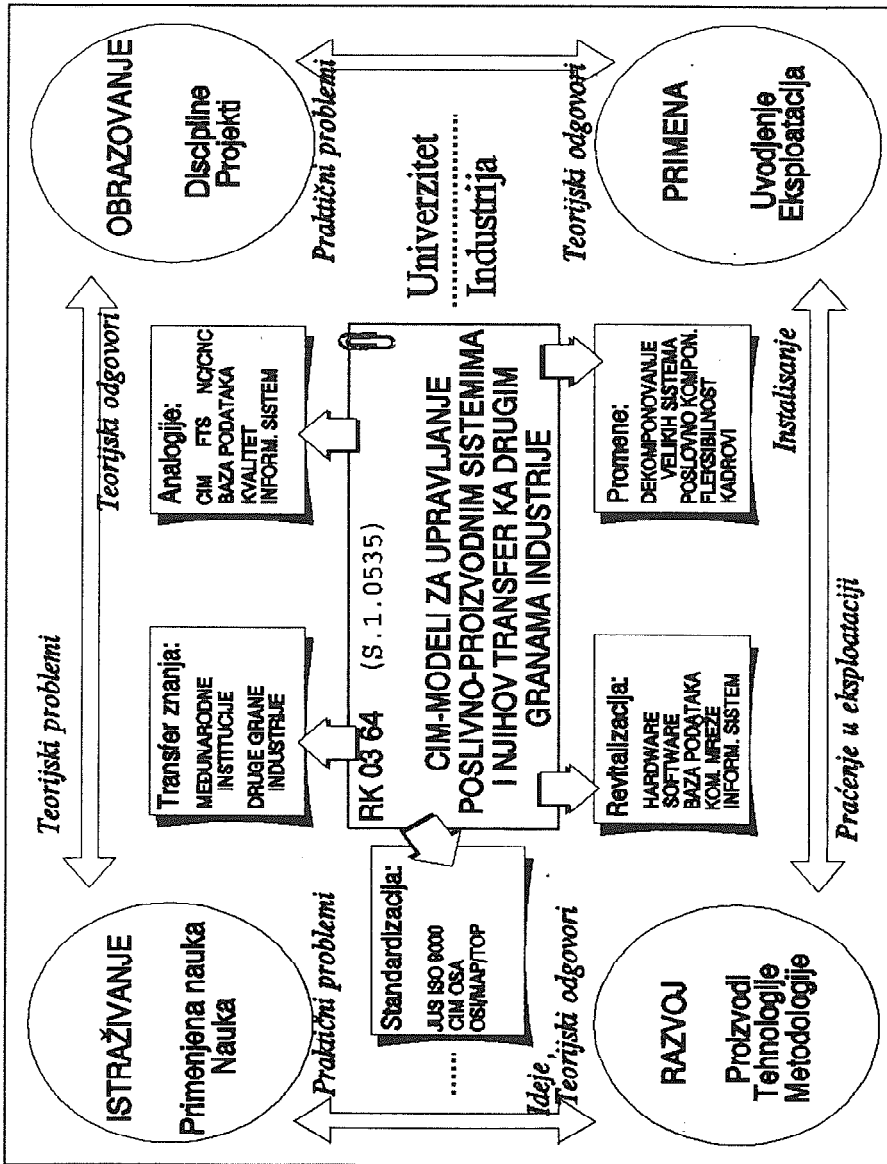 Teorijski problemi
Teorijski odgovori
ISTRAŽIVANJE
Primenjena nauka
Nauka
OBRAZOVANJE
Discipline
Projekti
Transfer znanja:
MEĐUNARODNE
INSTITUCIJE
DRUGE GRANE
INDUSTRIJE
Analogije:
CIM FTS NC/CNC
BAZA PODATAKA
KVALITET
INFORM. SISTEM
Praktični problemi
Praktični problemi
Standardizacija:
JUS ISO 9000
CIM OSA
OSI/MAP/TOP
RK 03 64 (S.1.0535)
CIM-MODELI ZA UPRAVLJANJE
POSLIVNO-PROIZVODNIM SISTEMIMA
I NJIHOV TRANSFER KA DRUGIM
GRANAMA INDUSTRIJE
Univerzitet
Industrija
Ideje,
Teorijski odgovori
Teorijski odgovori
Revitalizacija:
HARDWARE
SOFTWARE
BAZA PODATAKA
KOM. MREŽE
INFORM. SISTEM
Promene:
DEKOMPONOVANJE
VELIKIH SISTEMA
POSLOVNO KOMPON.
FLEKSIBILNOST
KADROVI
RAZVOJ
Proizvodi
Tehnologije
Metodologije
PRIMENA
Uvodjenje
Eksploatacija
Praćenje u eksploataciji
Instalisanje